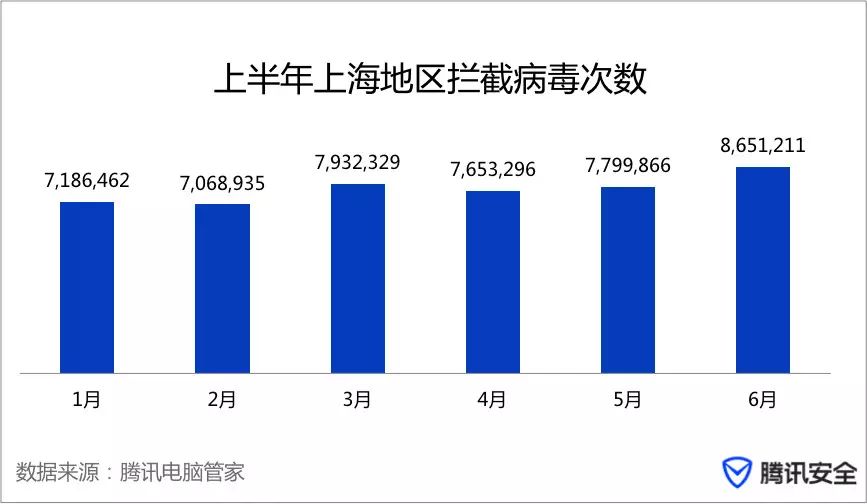 上半年上海地区拦截病毒次数
7,186,462
7,068,935
7,932,329
7,653,296
7,799,866
8,651,211
1月
2月
3月
4月
5月
6月
数据来源：腾讯电脑管家
腾讯安全